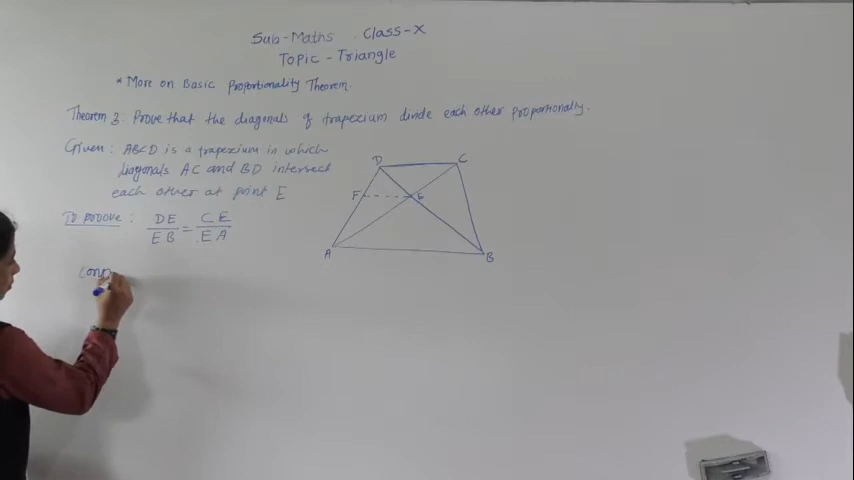 Sub-Maths . Class-X
Topic - Triangle
* More on Basic Proportionality Theorem.
Theorem 3. Prove that the diagonals of trapezium divide each other proportionally.
Given: ABCD is a trapezium in which
diagonals AC and BD intersect
each other at point E
To proove: DE/EB = CE/EA
Con
D C
F E
A B